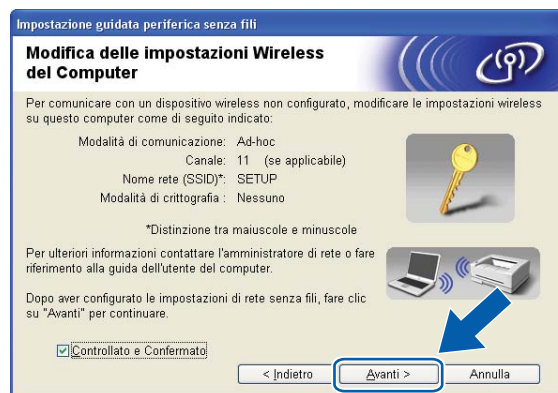 Impostazione guidata periferica senza fili
Modifica delle impostazioni Wireless
del Computer
Per comunicare con un dispositivo wireless non configurato, modificare le impostazioni wireless
su questo computer come di seguito indicato:
Modalità di comunicazione: Ad-hoc
Canale: 11 (se applicabile)
Nome rete (SSID)*: SETUP
Modalità di crittografia : Nessuno
*Distinzione tra maiuscole e minuscole
Per ulteriori informazioni contattare l'amministratore di rete o fare
riferimento alla guida dell'utente del computer.
Dopo aver configurato le impostazioni di rete senza fili, fare clic
su "Avanti" per continuare.
Controllato e Confermato
< Indietro Avanti > Annulla